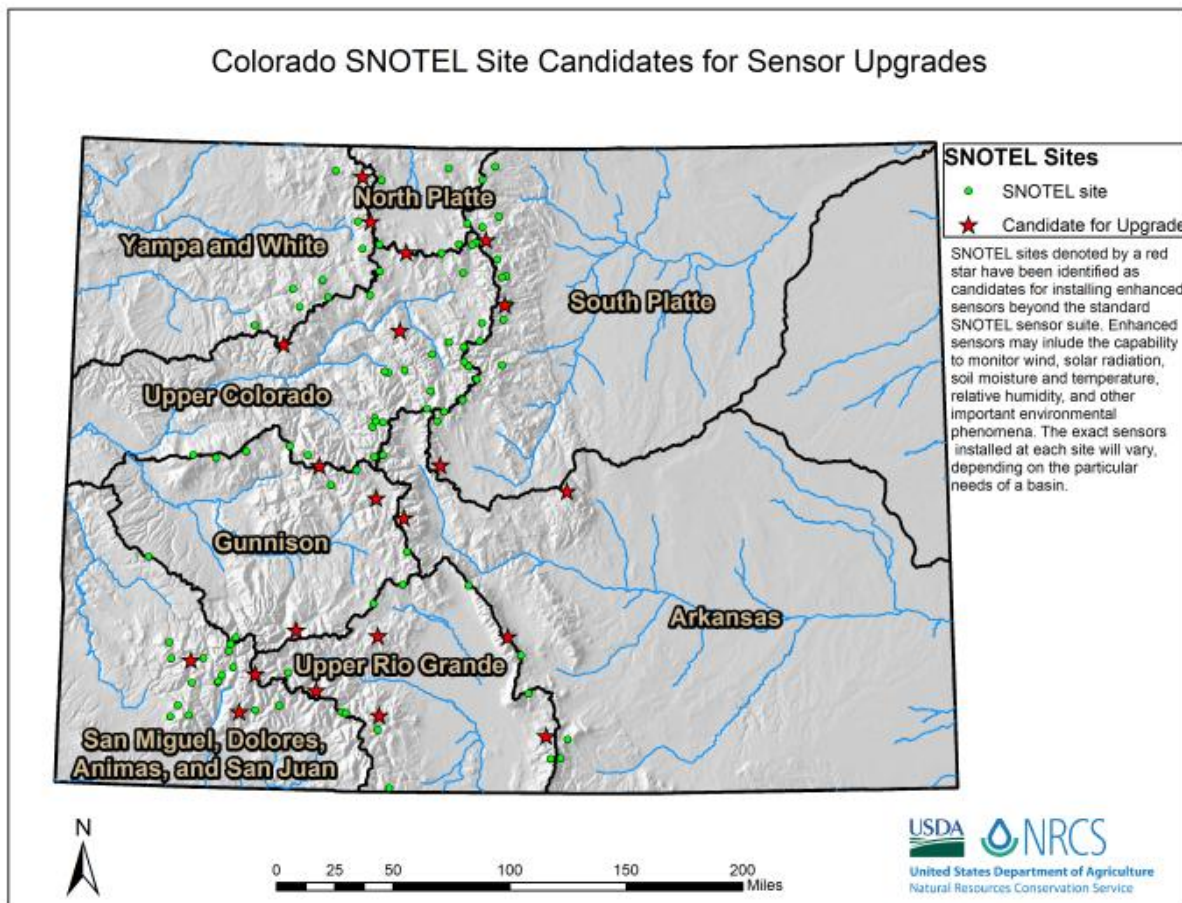 Colorado SNOTEL Site Candidates for Sensor Upgrades
SNOTEL Sites
SNOTEL site
Candidate for Upgrade
SNOTEL sites denoted by a red
star have been identified as
candidates for installing enhanced
sensors beyond the standard
SNOTEL sensor suite. Enhanced
sensors may inlude the capability
to monitor wind, solar radiation,
soil moisture and temperature,
relative humidity, and other
important environmental
phenomena. The exact sensors
installed at each site will vary,
depending on the particular
needs of a basin.
North Platte
Yampa and White
South Platte
Upper Colorado
Gunnison
Arkansas
Upper Rio Grande
San Miguel, Dolores,
Animas, and San Juan
N
0 25 50 100 150 200
Miles
USDA NRCS
United States Department of Agriculture
Natural Resources Conservation Service